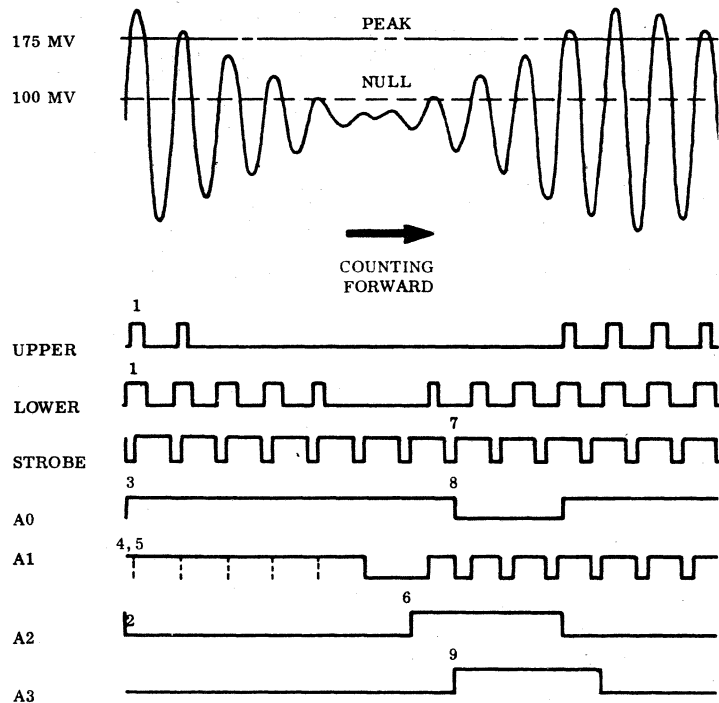 PEAK
175 MV
NULL
100 MV
COUNTING
FORWARD
1
UPPER
1
LOWER
7
STROBE
3 8
A0
4,5
A1
6
2
A2
9
A3